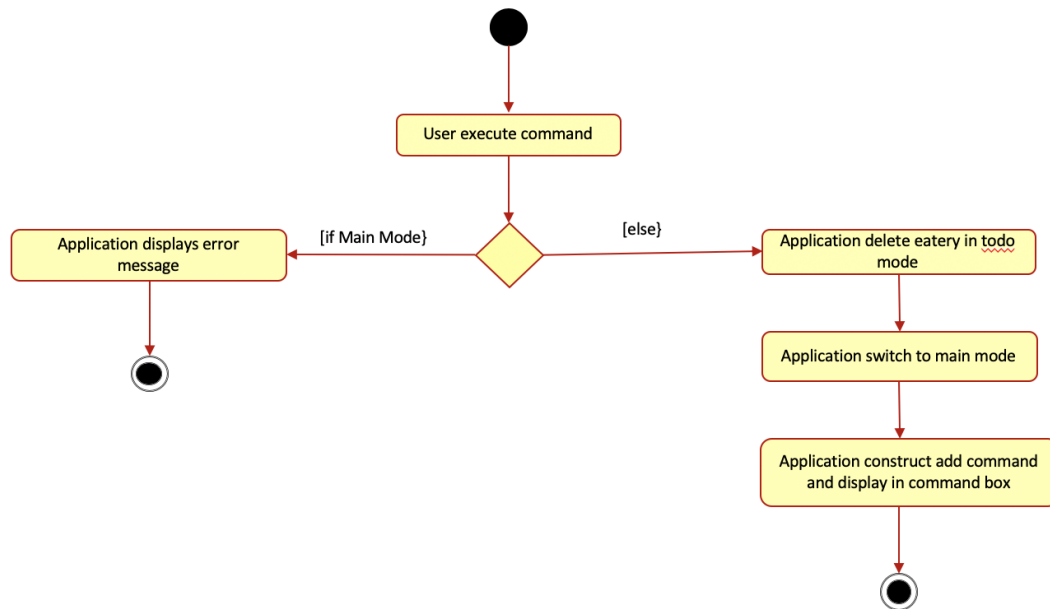 User execute command
[if Main Mode}
[else}
Application displays error
message
Application delete eatery in todo
mode
Application switch to main mode
Application construct add command
and display in command box